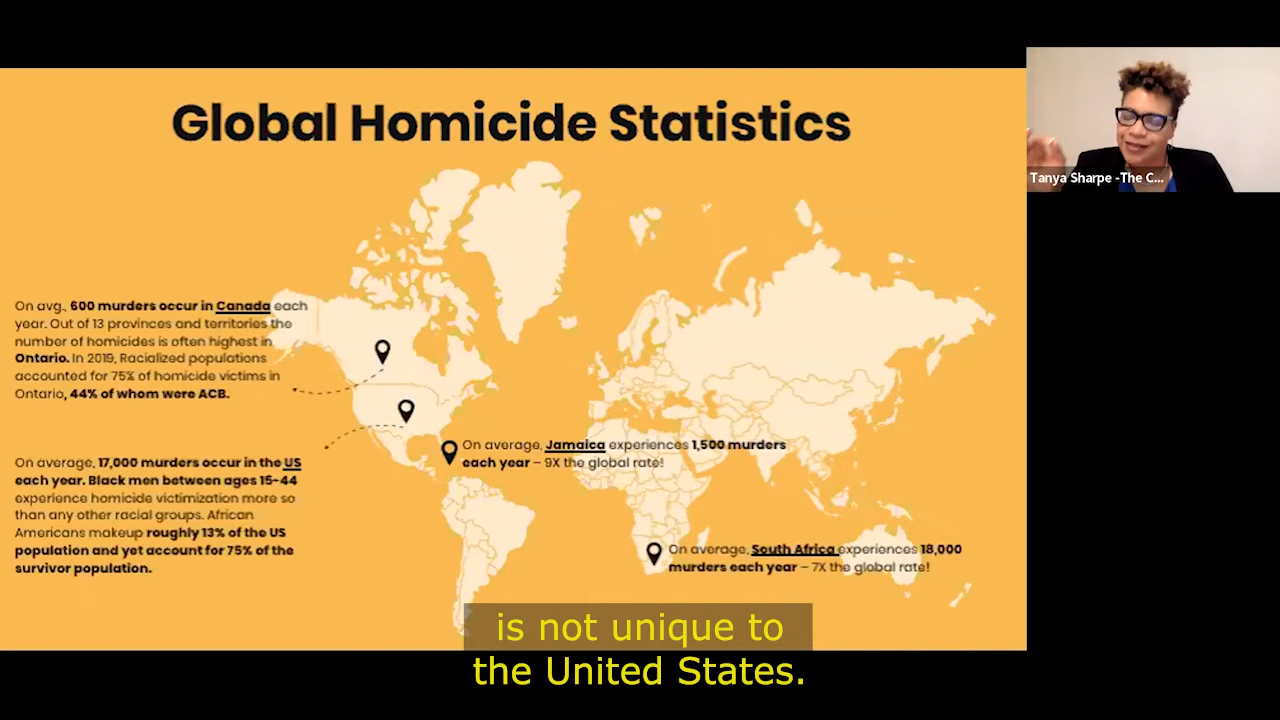 Global Homicide Statistics
Tanya Sharpe -The C...
On avg., 600 murders occur in Canada each
year. Out of 13 provinces and territories the
number of homicides is often highest in
Ontario. In 2019, Racialized populations
accounted for 75% of homicide victims in
Ontario, 44% of whom were ACB.
On average, 17,000 murders occur in the US
each year. Black men between ages 15-44
experience homicide victimization more so
than any other racial groups. African
Americans makeup roughly 13% of the US
population and yet account for 75% of the
survivor population.
On average, Jamaica experiences 1,500 murders
each year – 9X the global rate!
On average, South Africa experiences 18,000
murders each year – 7X the global rate!
is not unique to
the United States.